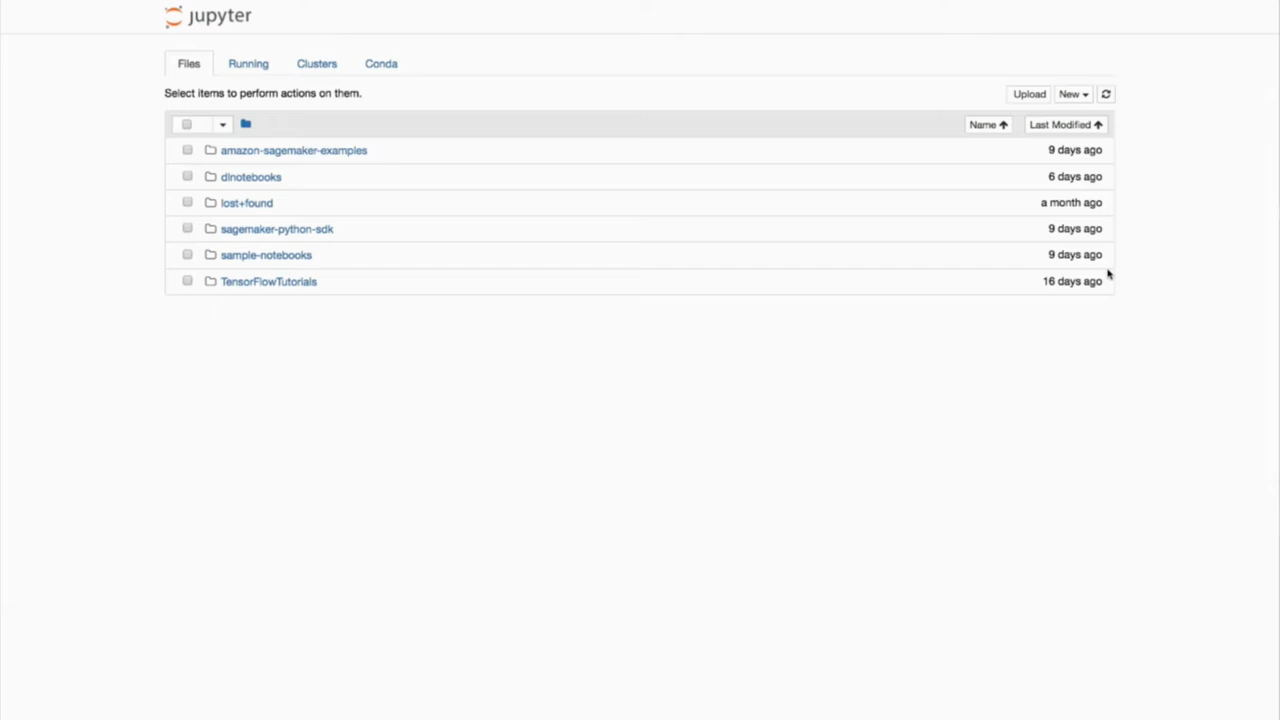 jupyter
Files Running Clusters Conda
Select items to perform actions on them.
Upload New
Name Last Modified
amazon-sagemaker-examples 9 days ago
dlnotebooks 6 days ago
lost+found a month ago
sagemaker-python-sdk 9 days ago
sample-notebooks 9 days ago
TensorFlowTutorials 16 days ago